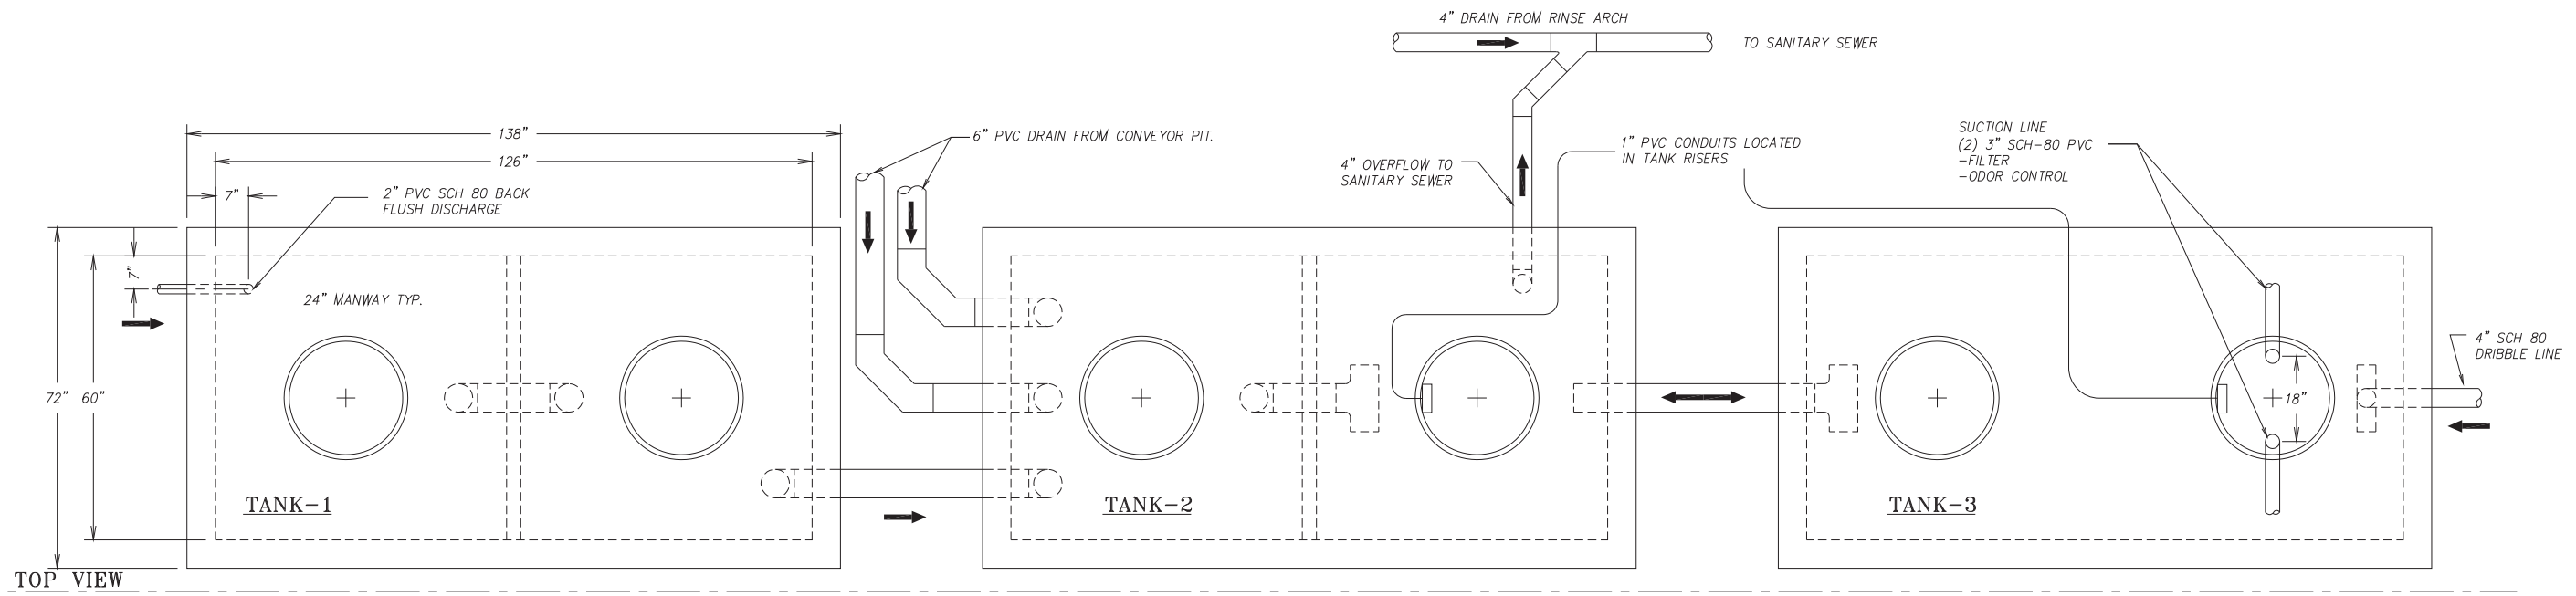 4” DRAIN FROM RINSE ARCH
TO SANITARY SEWER
138”
126”
7”
2” PVC SCH 80 BACK
FLUSH DISCHARGE
6” PVC DRAIN FROM CONVEYOR PIT.
4” OVERFLOW TO
SANITARY SEWER
1” PVC CONDUITS LOCATED
IN TANK RISERS
SUCTION LINE
(2) 3” SCH-80 PVC
-FILTER
-ODOR CONTROL
7”
24” MANWAY TYP.
72” 60”
18”
4” SCH 80
DRIBBLE LINE
TANK-1
TANK-2
TANK-3
TOP VIEW